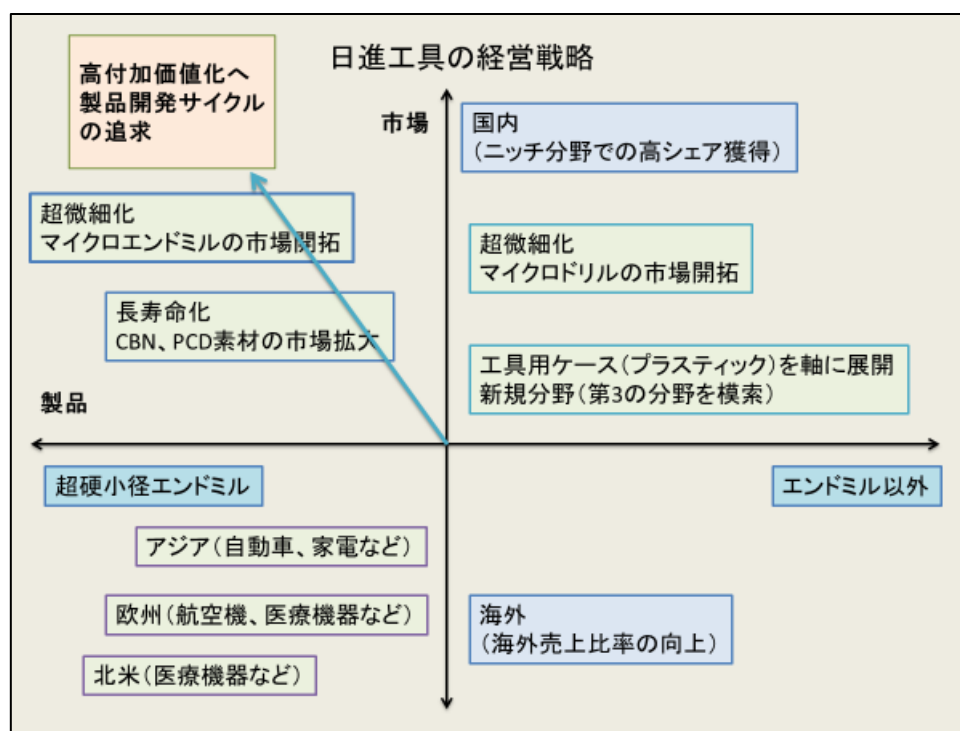 日進工具の経営戦略
高付加価値化へ
製品開発サイクル
の追求
市場
国内
（ニッチ分野での高シェア獲得）
超微細化
マイクロエンドミルの市場開拓
超微細化
マイクロドリルの市場開拓
長寿命化
CBN、PCD素材の市場拡大
工具用ケース（プラスティック）を軸に展開
新規分野（第3の分野を模索）
製品
超硬小径エンドミル
エンドミル以外
アジア（自動車、家電など）
欧州（航空機、医療機器など）
北米（医療機器など）
海外
（海外売上比率の向上）